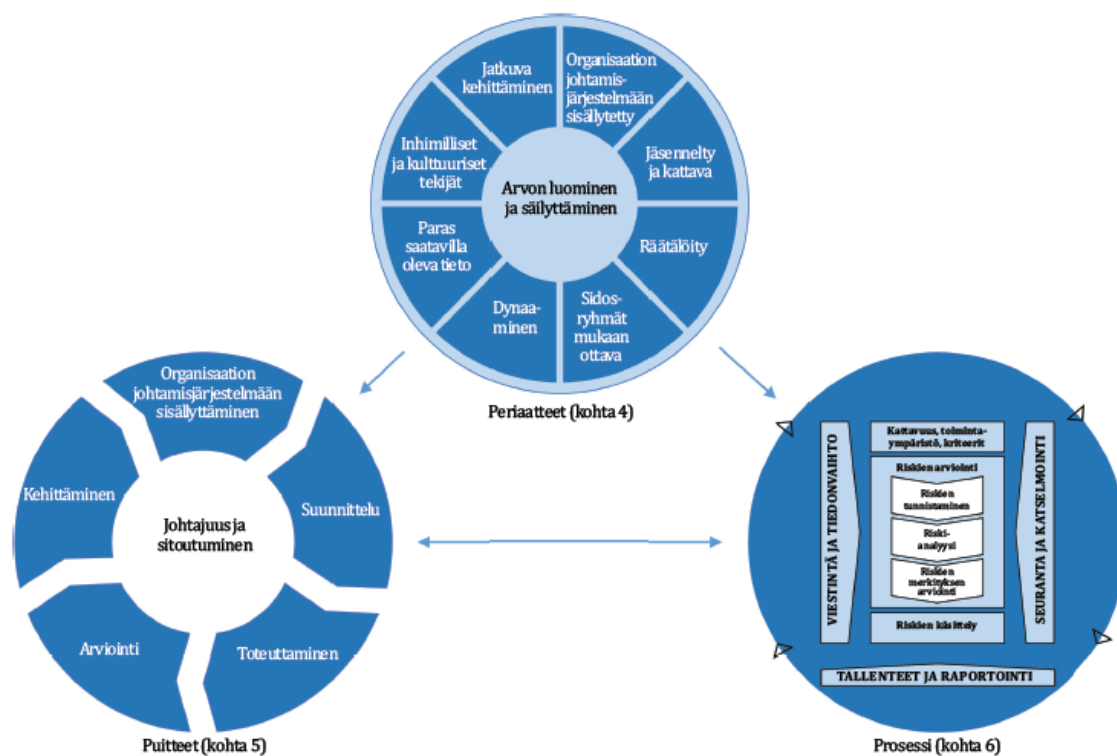 Jatkuva
kehittäminen
Organisaation
johtamis-
järjestelmään
sisällytetty
Inhimilliset
ja kulttuuriset
tekijät
Jäsennelty
ja kattava
Arvon luominen
ja säilyttäminen
Paras
saatavilla
oleva tieto
Räätälöity
Dynaa-
minen
Sidos-
ryhmät
mukaan
ottava
Periaatteet (kohta 4)
Organisaation
johtamisjärjestelmään
sisällyttäminen
Kehittäminen
Suunnittelu
Johtajuus ja
sitoutuminen
Arviointi
Toteuttaminen
Puitteet (kohta 5)
VIESTINTÄ JA TIEDONVAIHTO
Kattavuus, toiminta-
ympäristö, kriteerit
Riskien arviointi
Riskien
tunnistaminen
Riski-
analyysi
Riskien
merkityksen
arviointi
Riskien käsittely
SEURANTA JA KATSELMOINTI
TALLENTEET JA RAPORTOINTI
Prosessi (kohta 6)